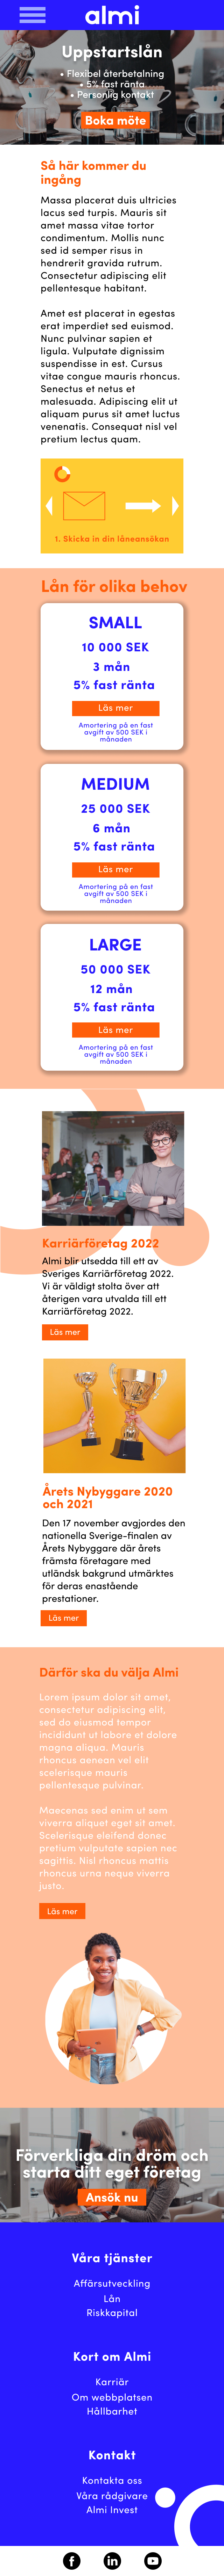 almi
Uppstartslån
• Flexibel återbetalning
• 5% fast ränta
• Personlig kontakt
Boka möte
Så här kommer du
ingång
Massa placerat duis ultricies
lacus sed turpis. Mauris sit
amet massa vitae tortor
condimentum. Mollis nunc
sed id semper risus in
hendrerit gravida rutrum.
Consectetur adipiscing elit
pellentesque habitant.
Amet est placerat in egestas
erat imperdiet sed euismod.
Nunc pulvinar sapien et
ligula. Vulputate dignissim
suspendisse in est. Cursus
vitae congue mauris rhoncus.
Senectus et netus et
malesuada. Adipiscing elit ut
aliquam purus sit amet luctus
venenatis. Consequat nisl vel
pretium lectus quam.
1. Skicka in din låneansökan
Lån för olika behov
SMALL
10 000 SEK
3 mån
5% fast ränta
Läs mer
Amortering på en fast
avgift av 500 SEK i
månaden
MEDIUM
25 000 SEK
6 mån
5% fast ränta
Läs mer
Amortering på en fast
avgift av 500 SEK i
månaden
LARGE
50 000 SEK
12 mån
5% fast ränta
Läs mer
Amortering på en fast
avgift av 500 SEK i
månaden
Karriärföretag 2022
Almi blir utsedda till ett av
Sveriges Karriärföretag 2022.
Vi är väldigt stolta över att
återigen vara utvalda till ett
Karriärföretag 2022.
Läs mer
Årets Nybyggare 2020
och 2021
Den 17 november avgjordes den
nationella Sverige-finalen av
Årets Nybyggare där årets
främsta företagare med
utländsk bakgrund utmärktes
för deras enastående
prestationer.
Läs mer
Därför ska du välja Almi
Lorem ipsum dolor sit amet,
consectetur adipiscing elit,
sed do eiusmod tempor
incididunt ut labore et dolore
magna aliqua. Mauris
rhoncus aenean vel elit
scelerisque mauris
pellentesque pulvinar.
Maecenas sed enim ut sem
viverra aliquet eget sit amet.
Scelerisque eleifend donec
pretium vulputate sapien nec
sagittis. Nisl rhoncus mattis
rhoncus urna neque viverra
justo.
Läs mer
Förverkliga din dröm och
starta ditt eget företag
Ansök nu
Våra tjänster
Affärsutveckling
Lån
Riskkapital
Kort om Almi
Karriär
Om webbplatsen
Hållbarhet
Kontakt
Kontakta oss
Våra rådgivare
Almi Invest